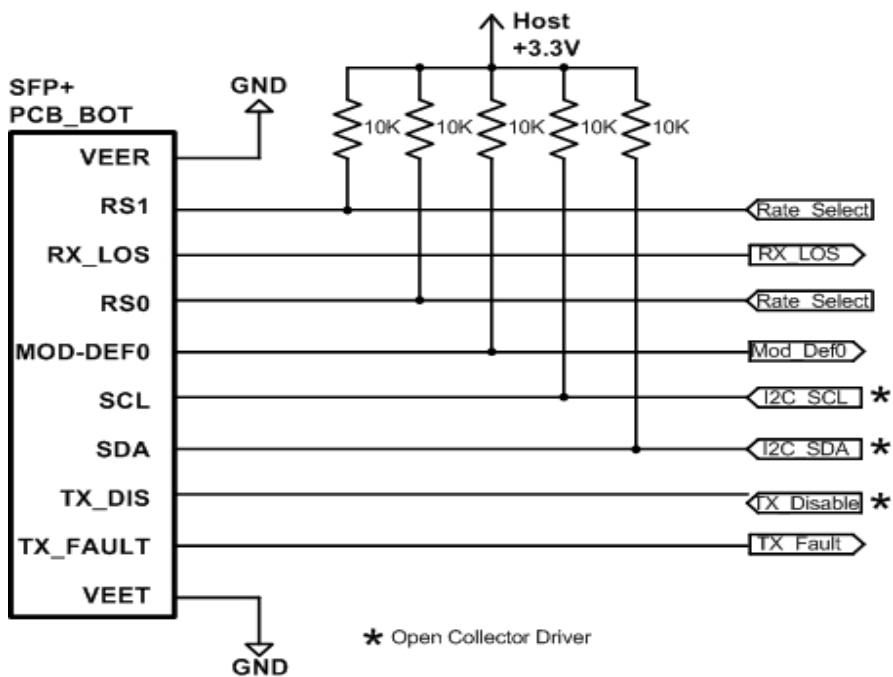 Host
+3.3V
SFP+
PCB_BOT
GND
10K
10K
10K
10K
10K
VEER
RS1
Rate_Select
RX_LOS
RX_LOS
RS0
Rate_Select
MOD-DEF0
Mod_Def0
SCL
I2C_SCL *
SDA
I2C_SDA *
TX_DIS
TX_Disable *
TX_FAULT
TX_Fault
VEET
* Open Collector Driver
GND